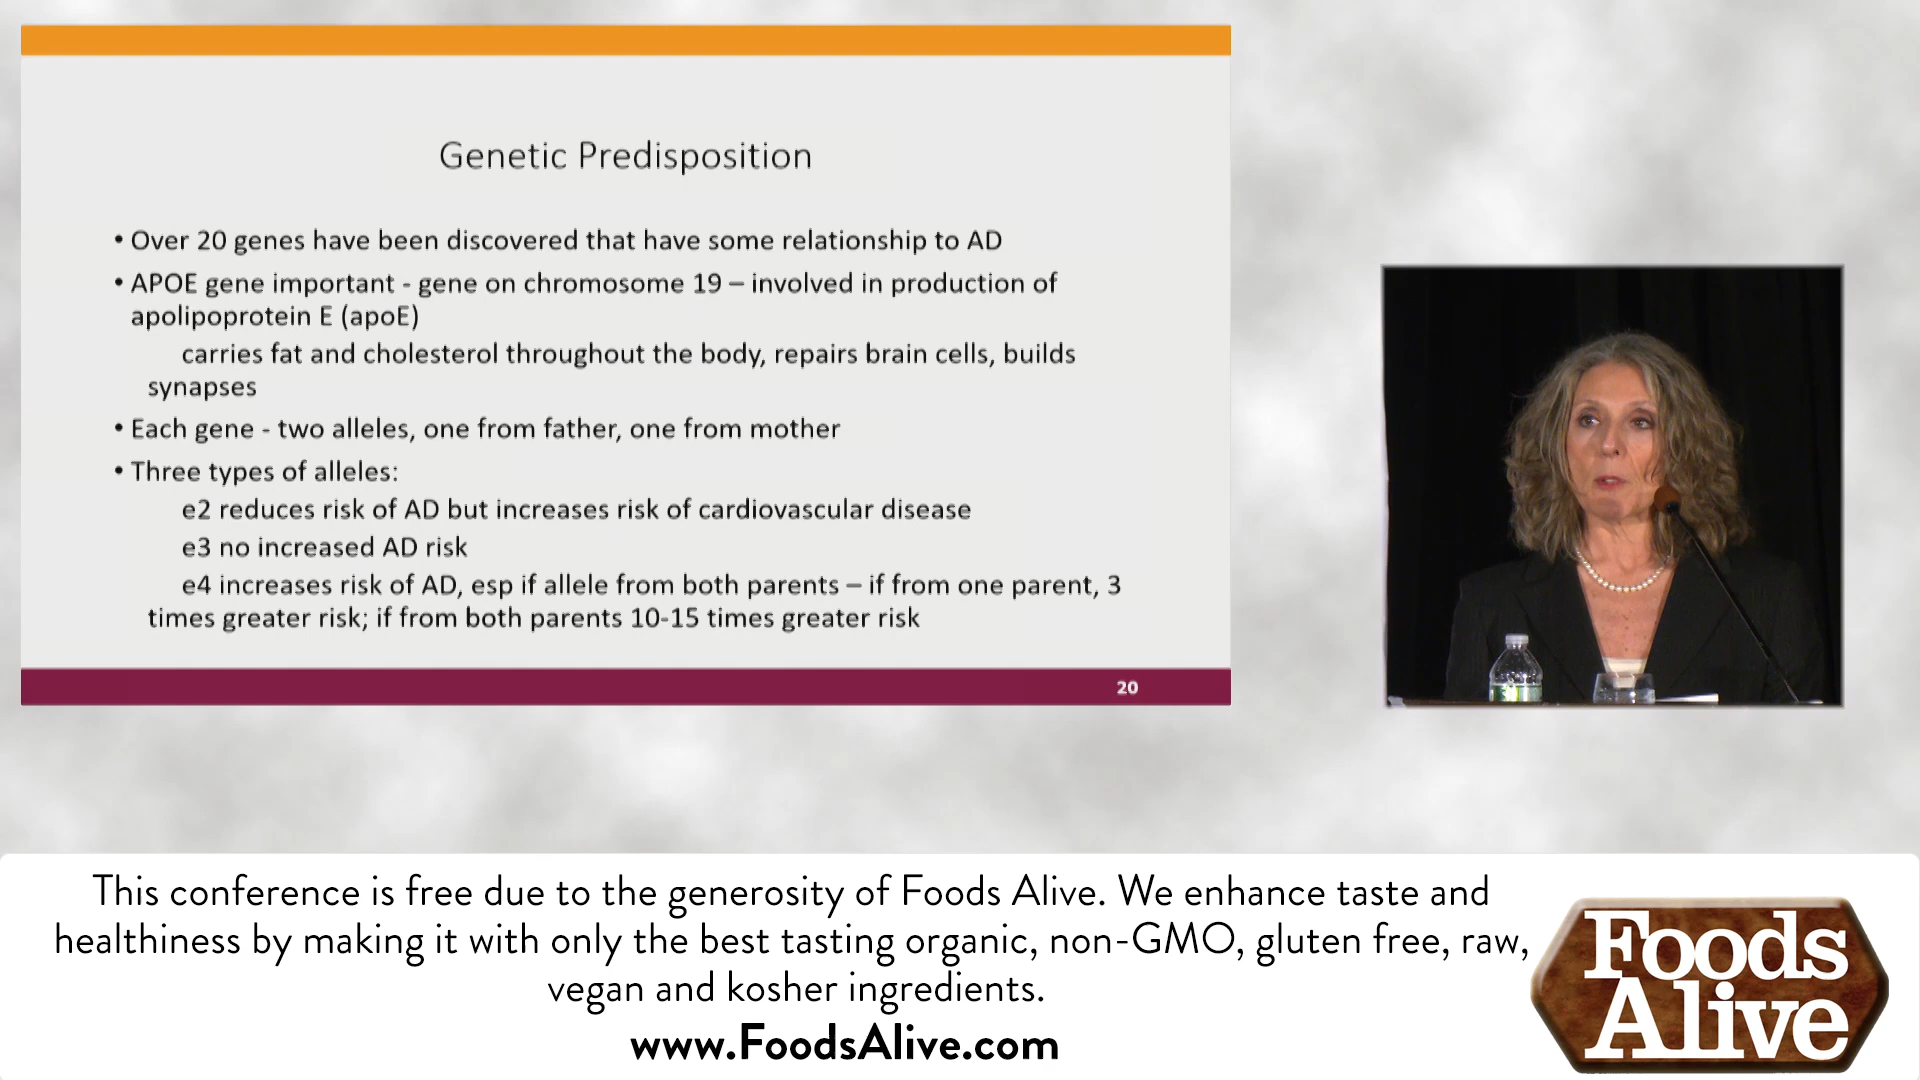 Genetic Predisposition
• Over 20 genes have been discovered that have some relationship to AD
• APOE gene important - gene on chromosome 19 – involved in production of
apolipoprotein E (apoE)
carries fat and cholesterol throughout the body, repairs brain cells, builds
synapses
• Each gene - two alleles, one from father, one from mother
• Three types of alleles:
e2 reduces risk of AD but increases risk of cardiovascular disease
e3 no increased AD risk
e4 increases risk of AD, esp if allele from both parents – if from one parent, 3
times greater risk; if from both parents 10-15 times greater risk
20
This conference is free due to the generosity of Foods Alive. We enhance taste and
healthiness by making it with only the best tasting organic, non-GMO, gluten free, raw,
vegan and kosher ingredients.
www.FoodsAlive.com
Foods
Alive